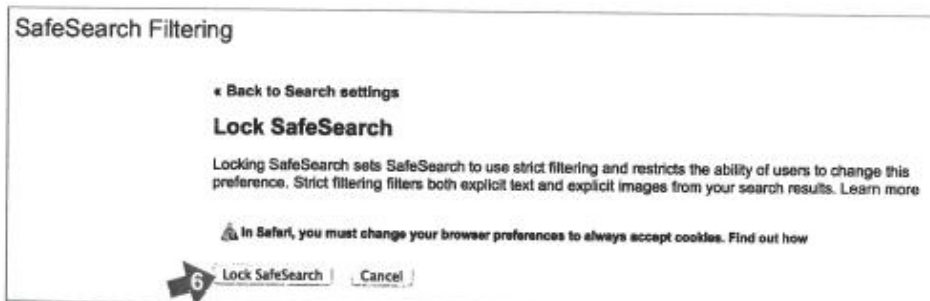 SafeSearch Filtering
« Back to Search settings
Lock SafeSearch
Locking SafeSearch sets SafeSearch to use strict filtering and restricts the ability of users to change this
preference. Strict filtering filters both explicit text and explicit images from your search results. Learn more
In Safari, you must change your browser preferences to always accept cookies. Find out how
6 Lock SafeSearch Cancel